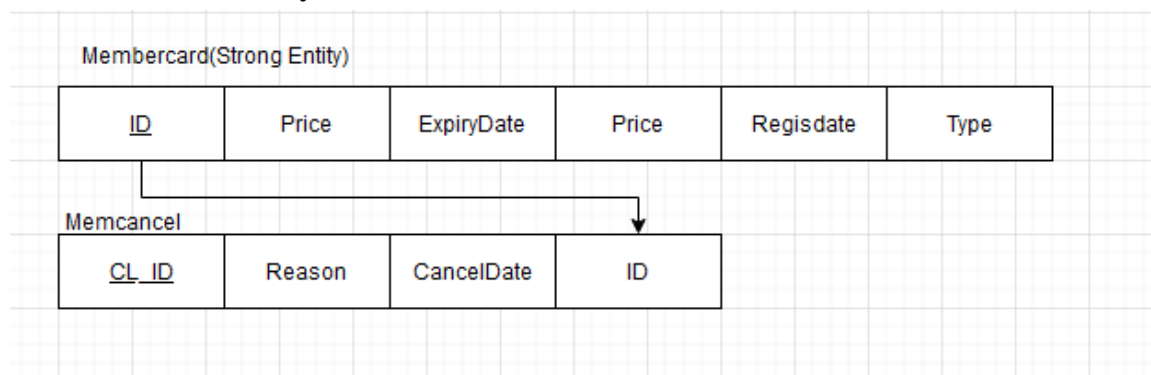 Membercard(Strong Entity)
ID Price ExpiryDate Price Regisdate Type
Memcancel
CL_ID Reason CancelDate ID